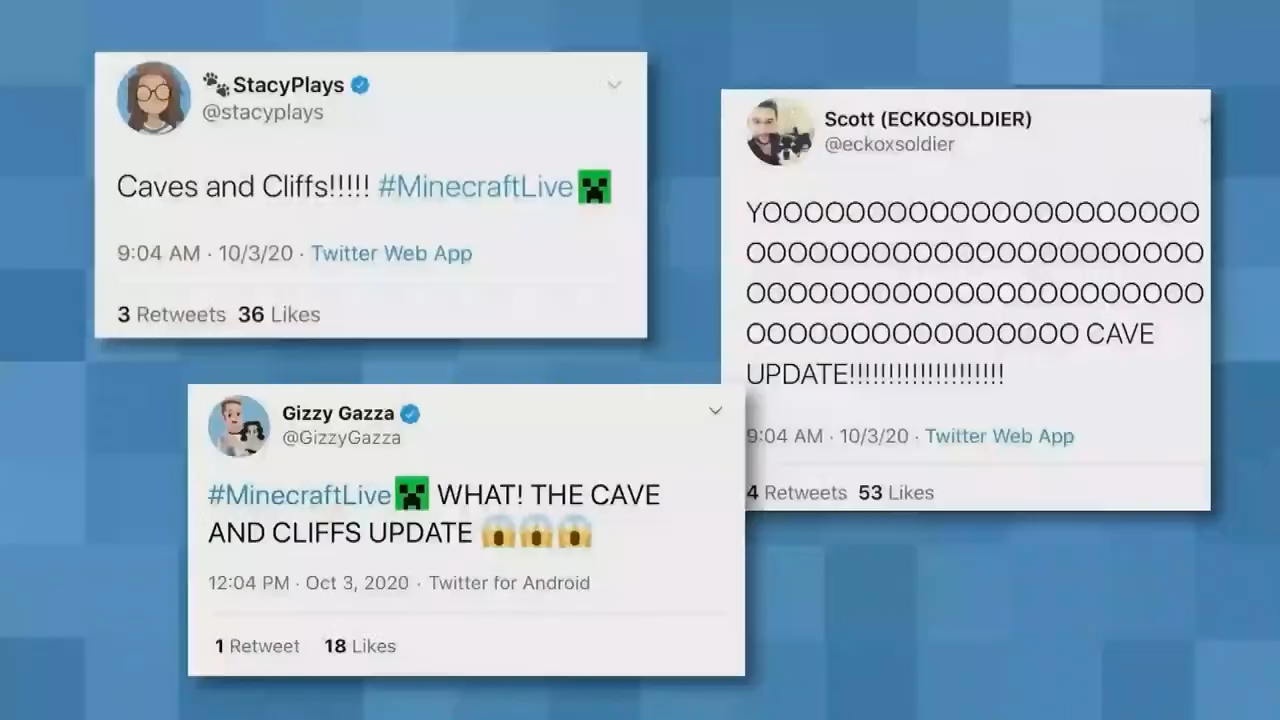 StacyPlays
@stacyplays
Caves and Cliffs!!!!! #MinecraftLive
9:04 AM · 10/3/20 · Twitter Web App
3 Retweets 36 Likes
Scott (ECKOSOLDIER)
@eckoxsoldier
YOOOOOOOOOOOOOOOOOOOOOO
OOOOOOOOOOOOOOOOOOOOOO
OOOOOOOOOOOOOOOOOOOOOO
OOOOOOOOOOOOOOOO CAVE
UPDATE!!!!!!!!!!!!!!!!!!!!
9:04 AM · 10/3/20 · Twitter Web App
4 Retweets 53 Likes
Gizzy Gazza
@GizzyGazza
#MinecraftLive WHAT! THE CAVE
AND CLIFFS UPDATE 😱😱😱
12:04 PM · Oct 3, 2020 · Twitter for Android
1 Retweet 18 Likes